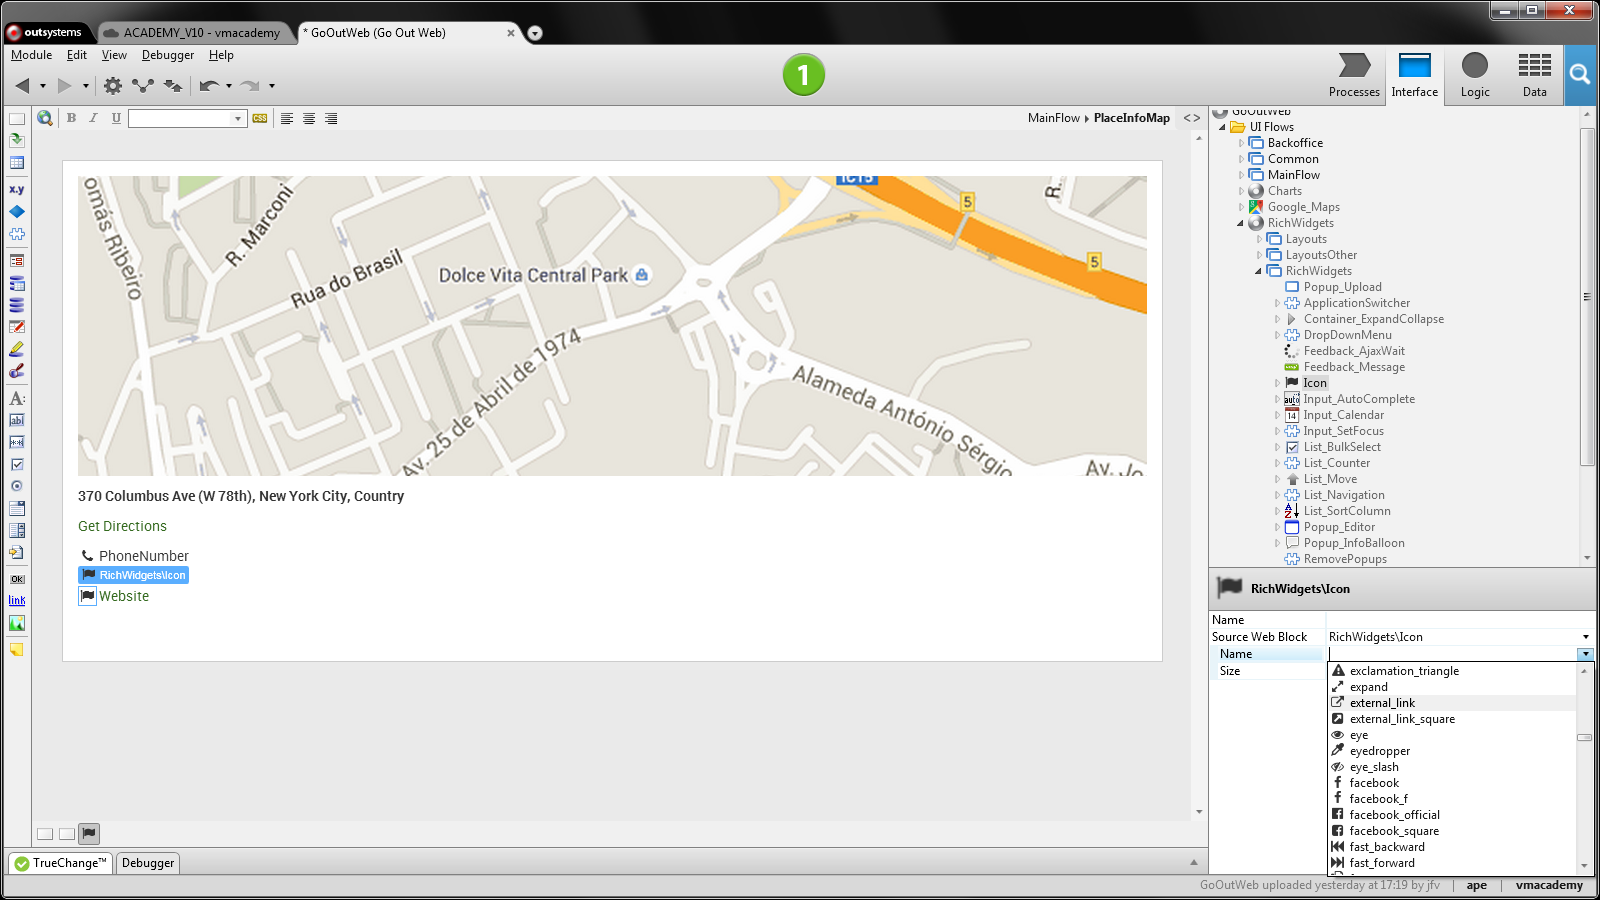 outsystems
ACADEMY_V10 - vmacademy
* GoOutWeb (Go Out Web)
Module Edit View Debugger Help
1
Processes Interface Logic Data
B I U
CSS
MainFlow PlaceInfoMap <>
x.y
A:
abl
OK
link
omás Ribeiro
R. Marconi
Rua do Brasil
Dolce Vita Central Park
Av. 25 de Abril de 1974
Alameda António Sérgio
Av. Jo
IC15
5
5
R.
370 Columbus Ave (W 78th), New York City, Country
Get Directions
PhoneNumber
RichWidgets\Icon
Website
GoOutWeb
UI Flows
Backoffice
Common
MainFlow
Charts
Google_Maps
RichWidgets
Layouts
LayoutsOther
RichWidgets
Popup_Upload
ApplicationSwitcher
Container_ExpandCollapse
DropDownMenu
Feedback_AjaxWait
Feedback_Message
Icon
Input_AutoComplete
Input_Calendar
Input_SetFocus
List_BulkSelect
List_Counter
List_Move
List_Navigation
List_SortColumn
Popup_Editor
Popup_InfoBalloon
RemovePopups
RichWidgets\Icon
Name
Source Web Block RichWidgets\Icon
Name
Size
exclamation_triangle
expand
external_link
external_link_square
eye
eyedropper
eye_slash
facebook
facebook_f
facebook_official
facebook_square
fast_backward
fast_forward
TrueChange™ Debugger
GoOutWeb uploaded yesterday at 17:19 by jfv ape vmacademy